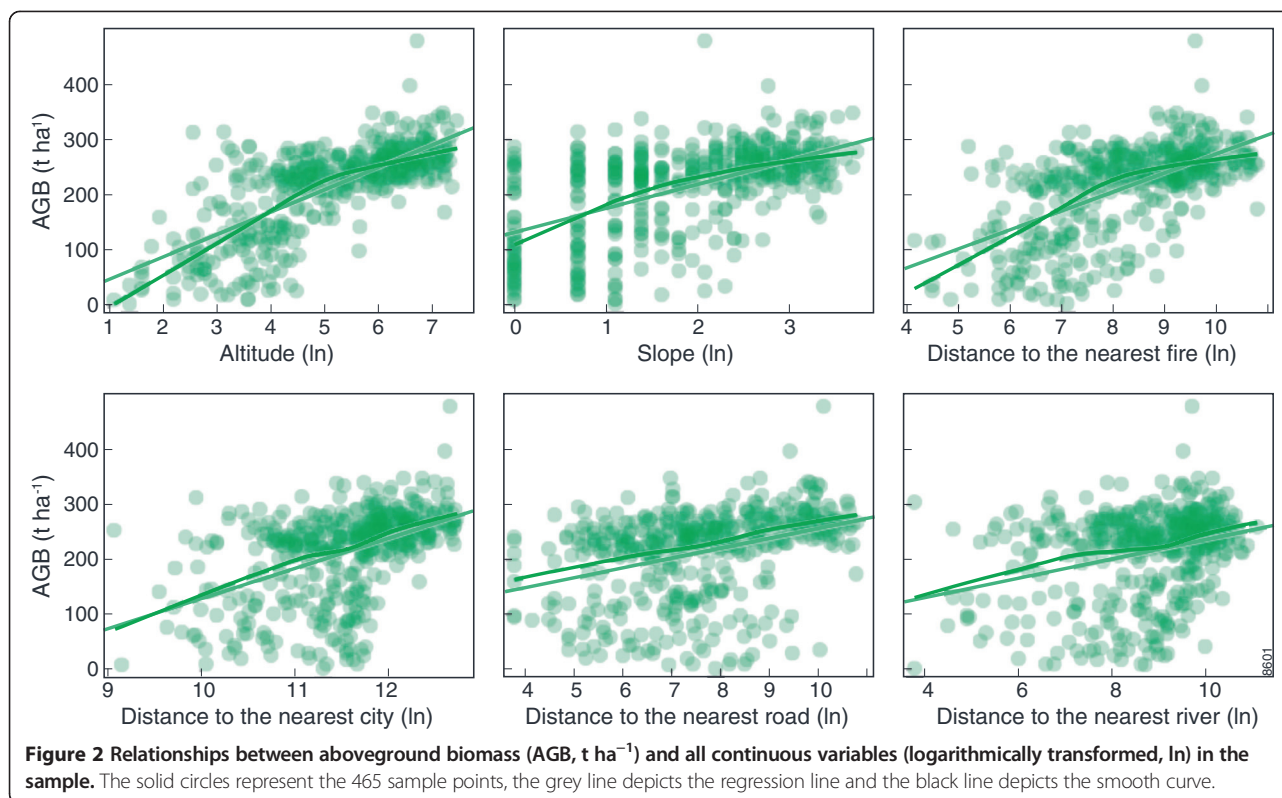 AGB (t ha¹)
400
300
200
100
0
1 2 3 4 5 6 7
Altitude (ln)
0 1 2 3
Slope (ln)
4 5 6 7 8 9 10
Distance to the nearest fire (ln)
AGB (t ha⁻¹)
400
300
200
100
0
9 10 11 12
Distance to the nearest city (ln)
4 5 6 7 8 9 10
Distance to the nearest road (ln)
4 6 8 10
Distance to the nearest river (ln)
8601
Figure 2 Relationships between aboveground biomass (AGB, t ha⁻¹) and all continuous variables (logarithmically transformed, ln) in the
sample. The solid circles represent the 465 sample points, the grey line depicts the regression line and the black line depicts the smooth curve.